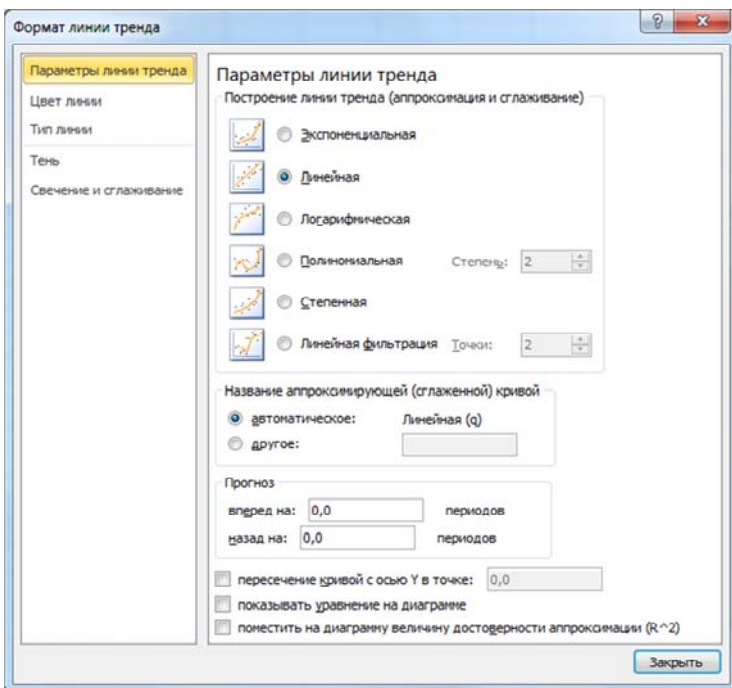 Формат линии тренда
Параметры линии тренда
Цвет линии
Тип линии
Тень
Свечение и сглаживание
Параметры линии тренда
Построение линии тренда (аппроксимация и сглаживание)
Экспоненциальная
Линейная
Логарифмическая
Полиномиальная Степень: 2
Степенная
Линейная фильтрация Точки: 2
Название аппроксимирующей (сглаженной) кривой
автоматическое: Линейная (q)
другое:
Прогноз
вперед на: 0,0 периодов
назад на: 0,0 периодов
пересечение кривой с осью Y в точке: 0,0
показывать уравнение на диаграмме
поместить на диаграмму величину достоверности аппроксимации (R^2)
Закрыть